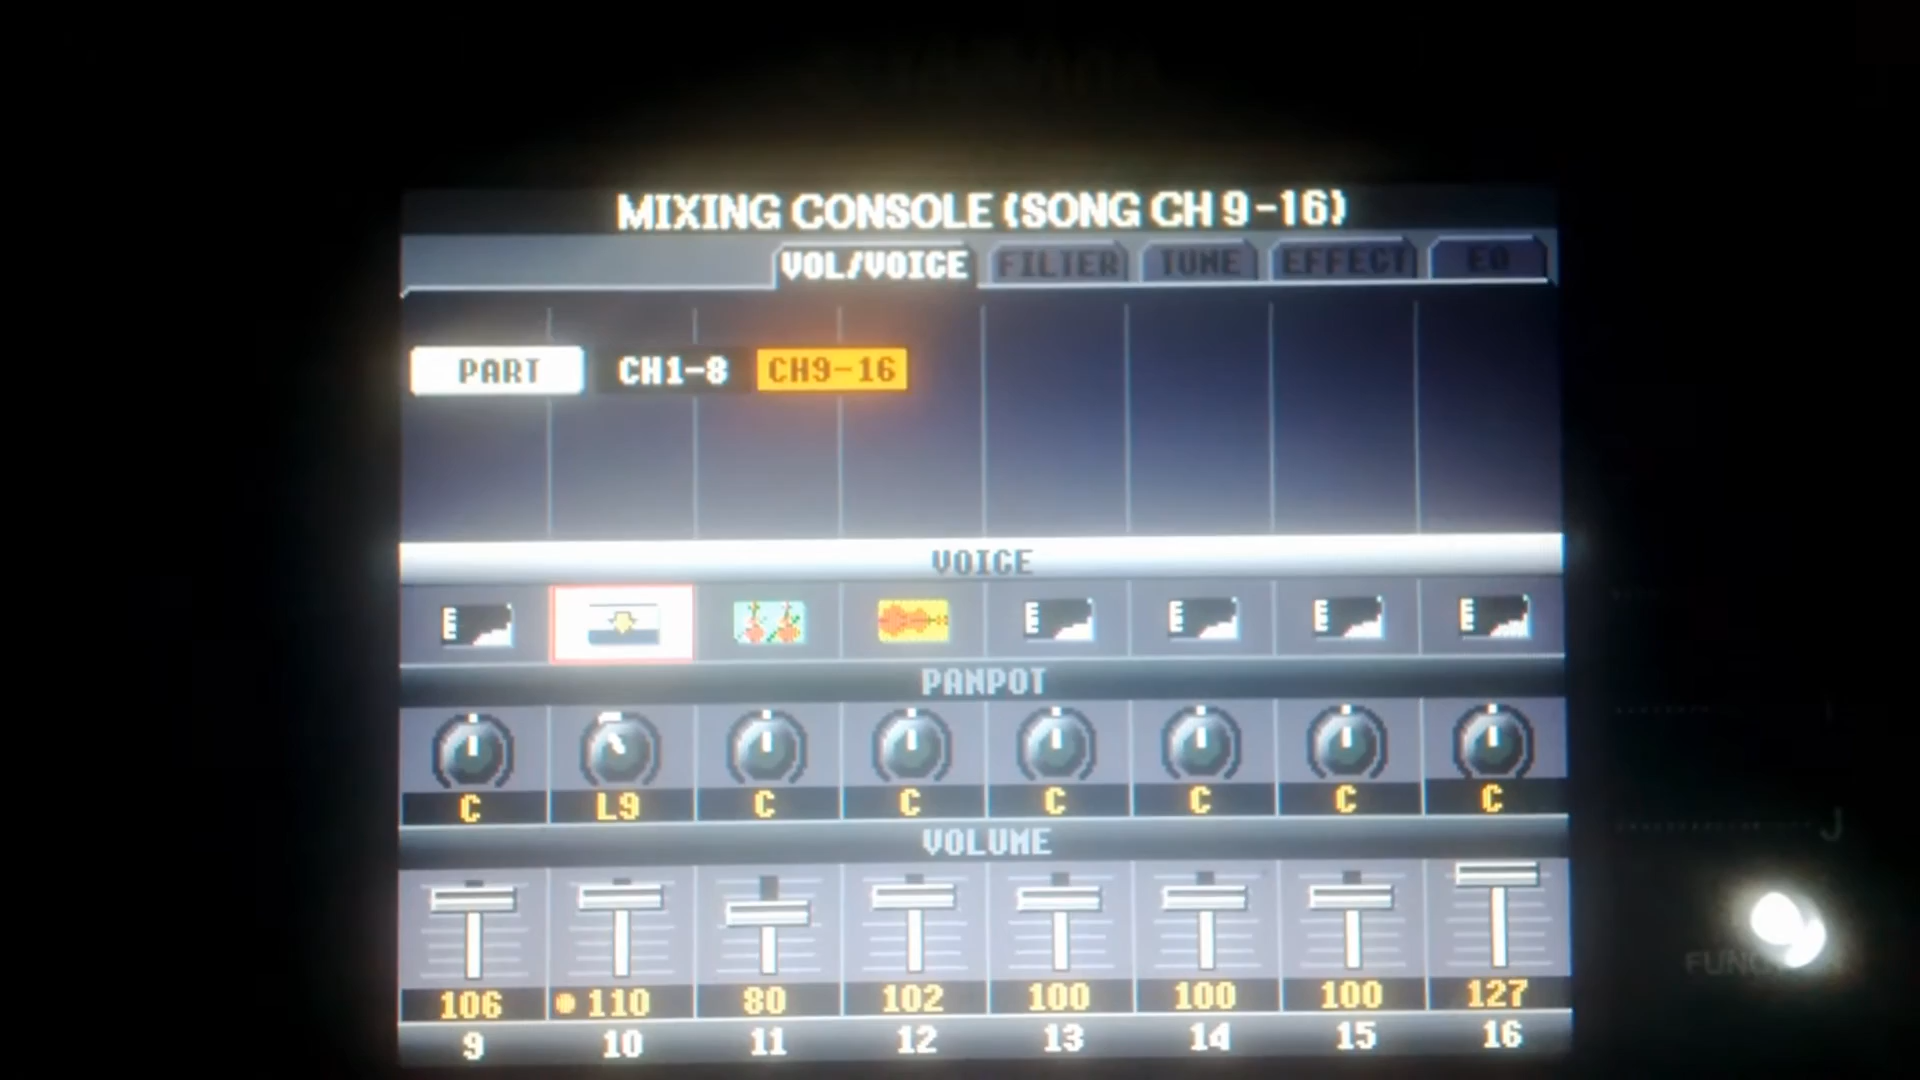 MIXING CONSOLE (SONG CH 9-16)
VOL/VOICE FILTER TUNE EFFECT EQ
PART CH1-8 CH9-16
VOICE
PANPOT
C L9 C C C C C C
VOLUME
106 110 80 102 100 100 100 127
9 10 11 12 13 14 15 16
J